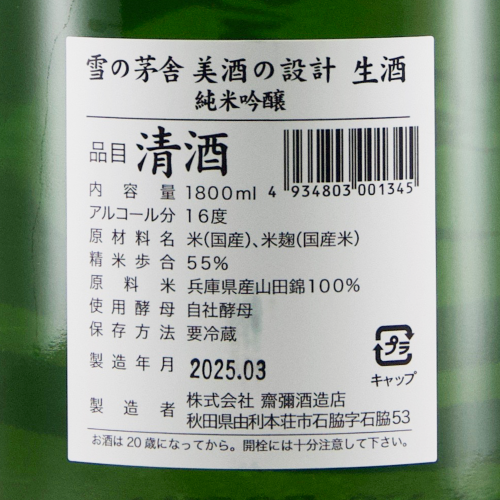 雪の茅舎 美酒の設計 生酒
純米吟醸
品目 清酒
内容量 1800ml
4 934803 001345
アルコール分 16度
原材料名 米(国産)、米麹(国産米)
精米歩合 55%
原料米 兵庫県産山田錦100%
使用酵母 自社酵母
保存方法 要冷蔵
製造年月 2025.03
プラ
キャップ
製造者 株式会社 齋彌酒造店
秋田県由利本荘市石脇字石脇53
お酒は20歳になってから。開栓には十分注意して下さい。